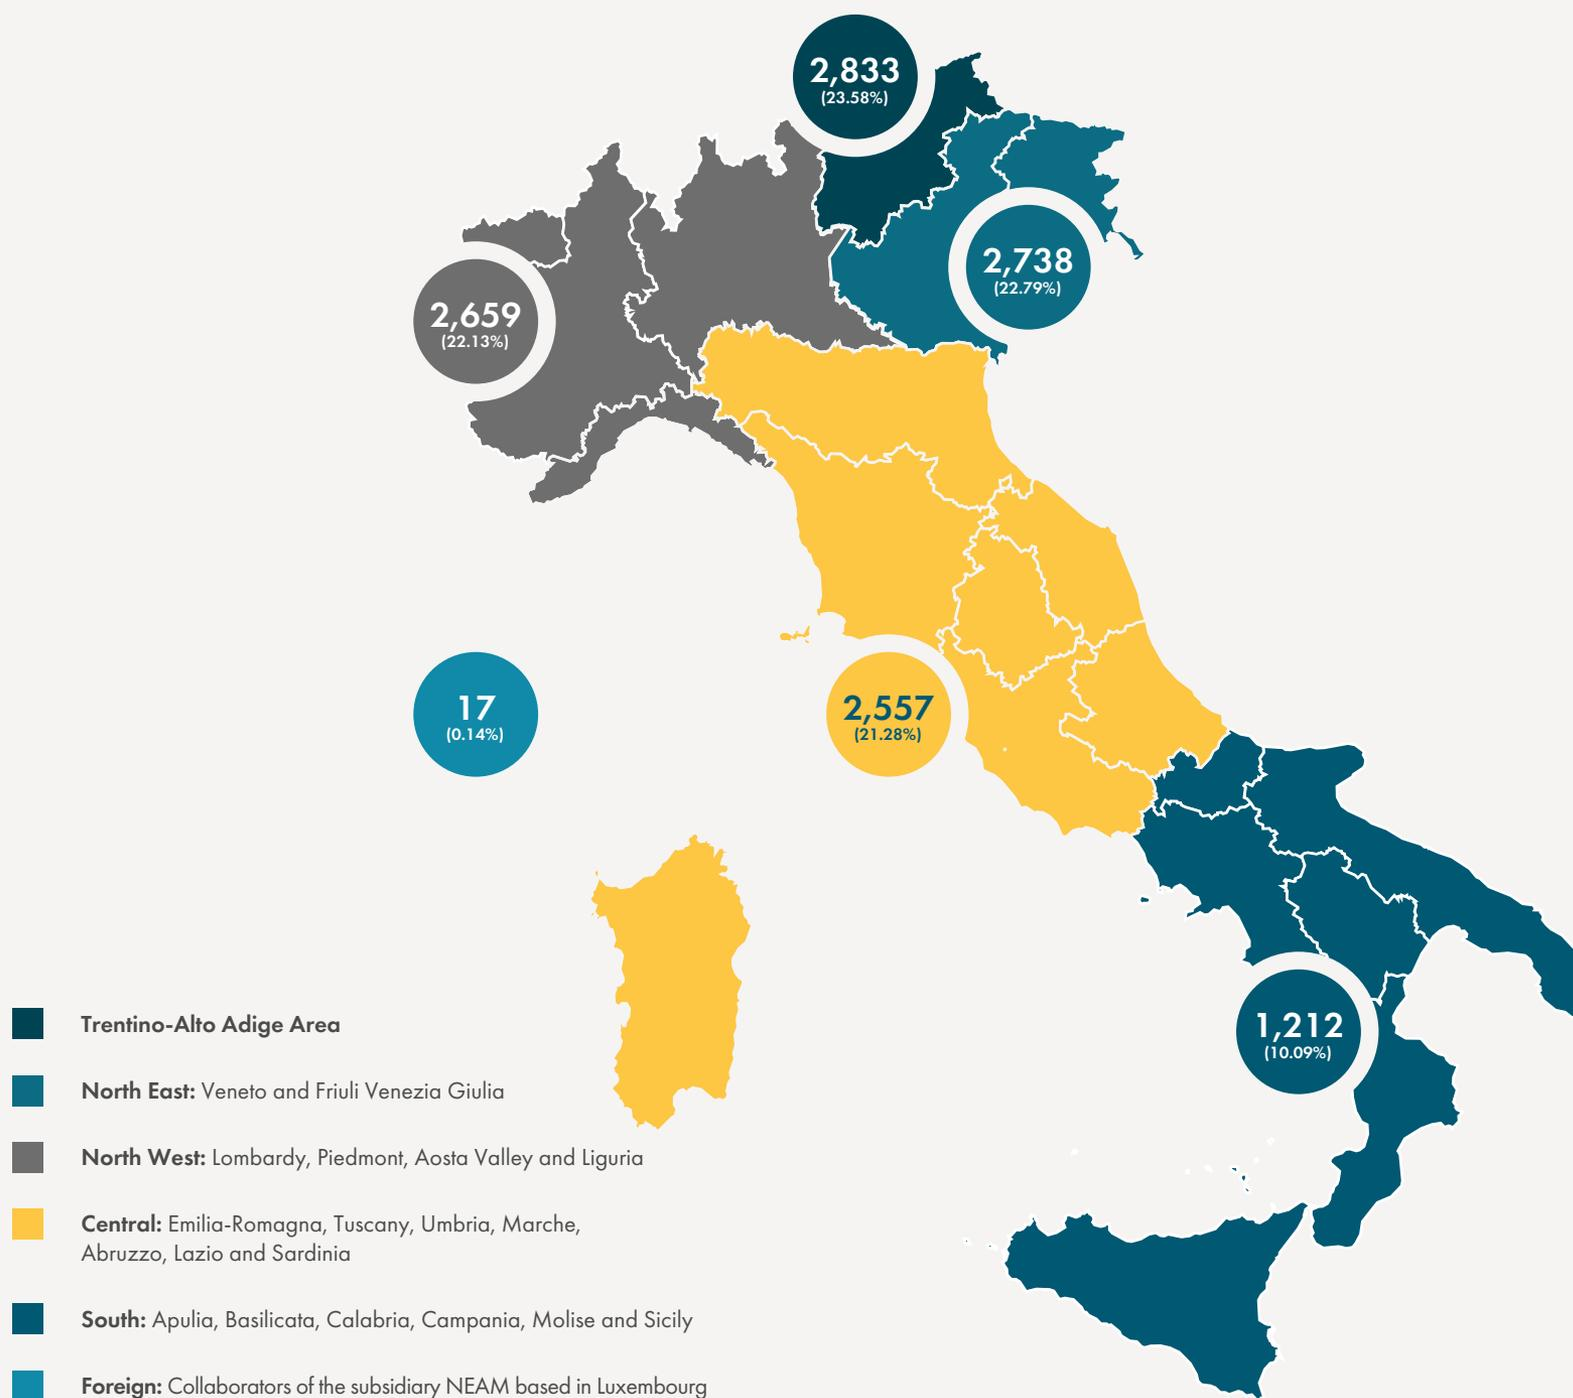 2,833
(23.58%)
2,738
(22.79%)
2,659
(22.13%)
17
(0.14%)
2,557
(21.28%)
1,212
(10.09%)
Trentino-Alto Adige Area
North East: Veneto and Friuli Venezia Giulia
North West: Lombardy, Piedmont, Aosta Valley and Liguria
Central: Emilia-Romagna, Tuscany, Umbria, Marche,
Abruzzo, Lazio and Sardinia
South: Apulia, Basilicata, Calabria, Campania, Molise and Sicily
Foreign: Collaborators of the subsidiary NEAM based in Luxembourg